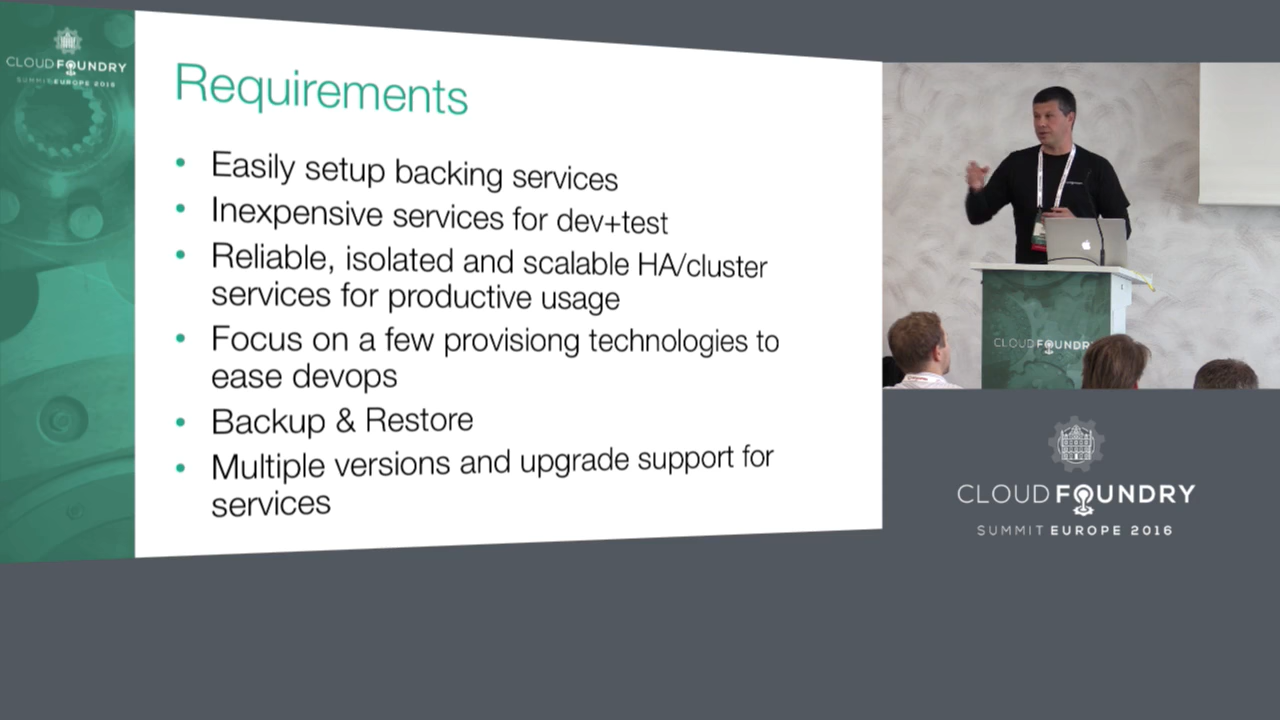 CLOUD FOUNDRY
SUMMIT EUROPE 2016
Requirements
• Easily setup backing services
• Inexpensive services for dev+test
• Reliable, isolated and scalable HA/cluster
services for productive usage
• Focus on a few provisiong technologies to
ease devops
• Backup & Restore
• Multiple versions and upgrade support for
services
CLOUD FOUNDRY
CLOUD FOUNDRY
SUMMIT EUROPE 2016